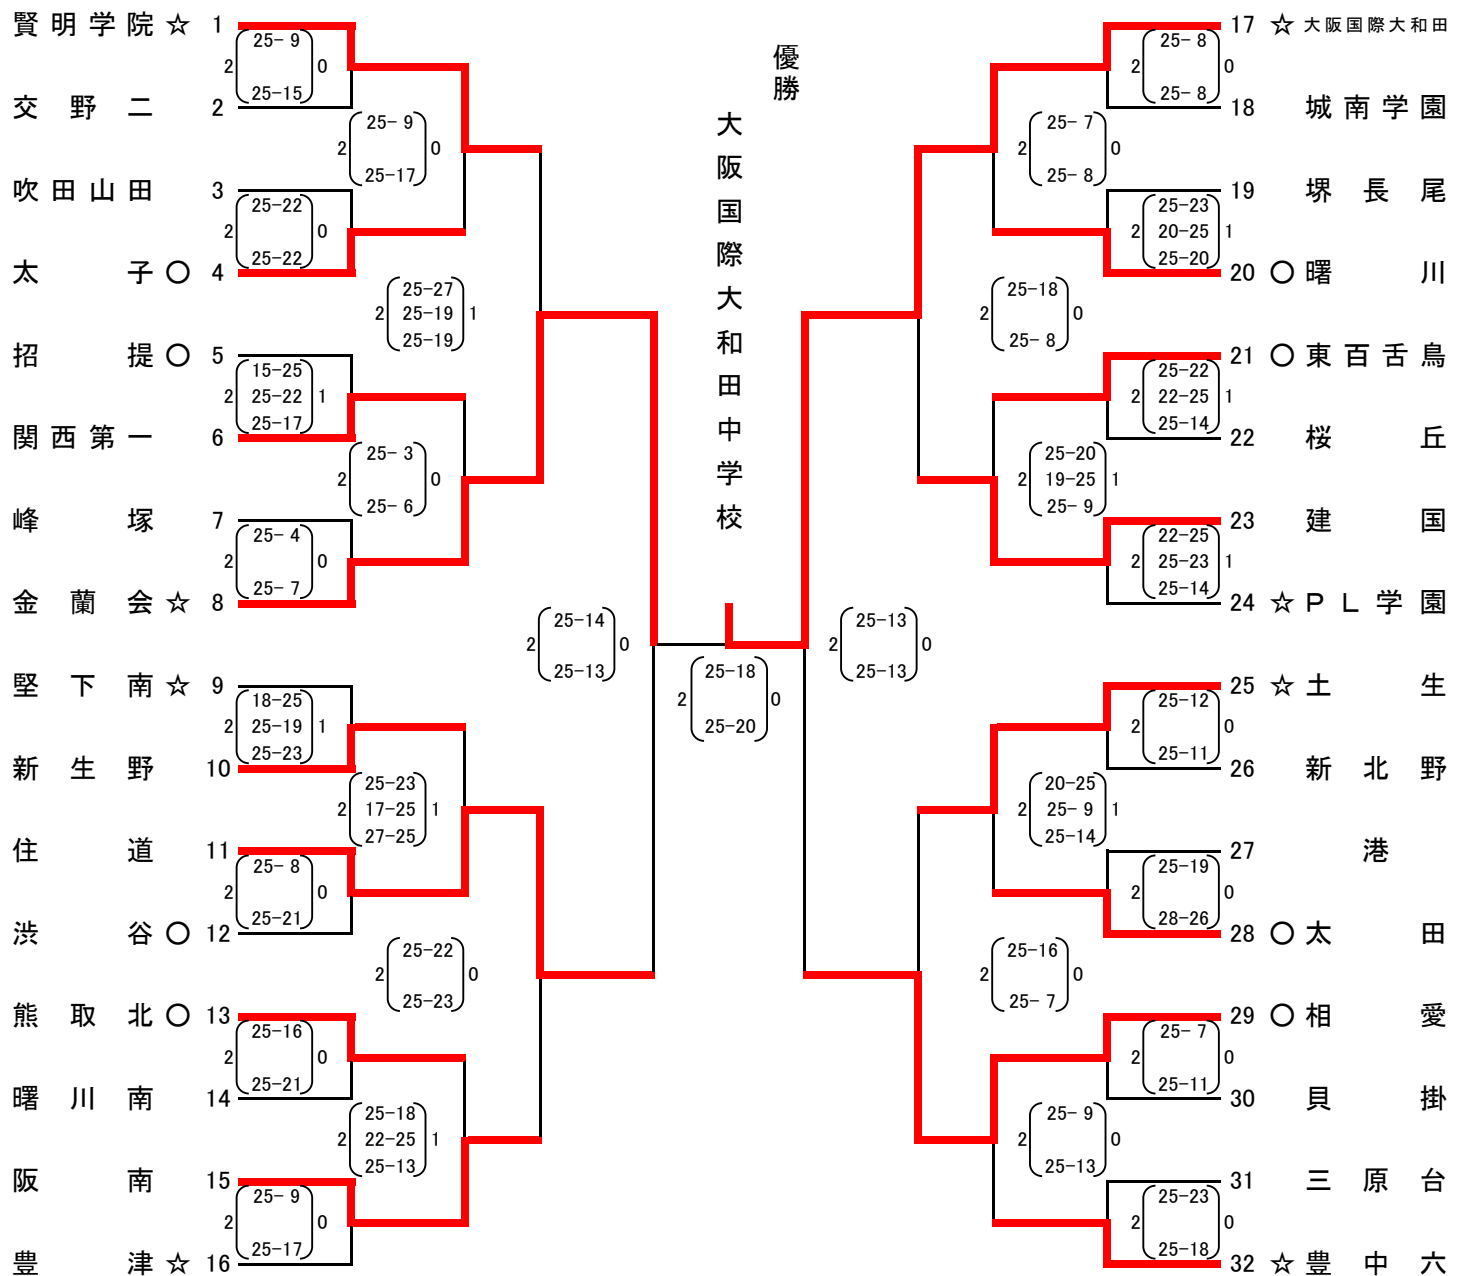 賢明学院 ☆ 1
25- 9
2 0
25-15
交野二 2
25- 9
2 0
25-17
吹田山田 3
25-22
2 0
25-22
太子 ○ 4
25-27
2 25-19 1
25-19
招提 ○ 5
15-25
2 25-22 1
25-17
関西第一 6
25- 3
2 0
25- 6
峰塚 7
25- 4
2 0
25- 7
金蘭会 ☆ 8
25-14
2 0
25-13
堅下南 ☆ 9
18-25
2 25-19 1
25-23
新生野 10
25-23
2 17-25 1
27-25
住道 11
25- 8
2 0
25-21
渋谷 ○ 12
25-22
2 0
25-23
熊取北 ○ 13
25-16
2 0
25-21
曙川南 14
25-18
2 22-25 1
25-13
阪南 15
25- 9
2 0
25-17
豊津 ☆ 16
優勝
大阪国際大和田中学校
25-18
2 0
25-20
17 ☆ 大阪国際大和田
25- 8
2 0
25- 8
18 城南学園
25- 7
2 0
25- 8
19 堺長尾
25-23
2 20-25 1
25-20
20 ○ 曙川
25-18
2 0
25- 8
21 ○ 東百舌鳥
25-22
2 22-25 1
25-14
22 桜丘
25-20
2 19-25 1
25- 9
23 建国
22-25
2 25-23 1
25-14
24 ☆ PL学園
25-13
2 0
25-13
25 ☆ 土生
25-12
2 0
25-11
26 新北野
20-25
2 25- 9 1
25-14
27 港
25-19
2 0
28-26
28 ○ 太田
25-16
2 0
25- 7
29 ○ 相愛
25- 7
2 0
25-11
30 貝掛
25- 9
2 0
25-13
31 三原台
25-23
2 0
25-18
32 ☆ 豊中六